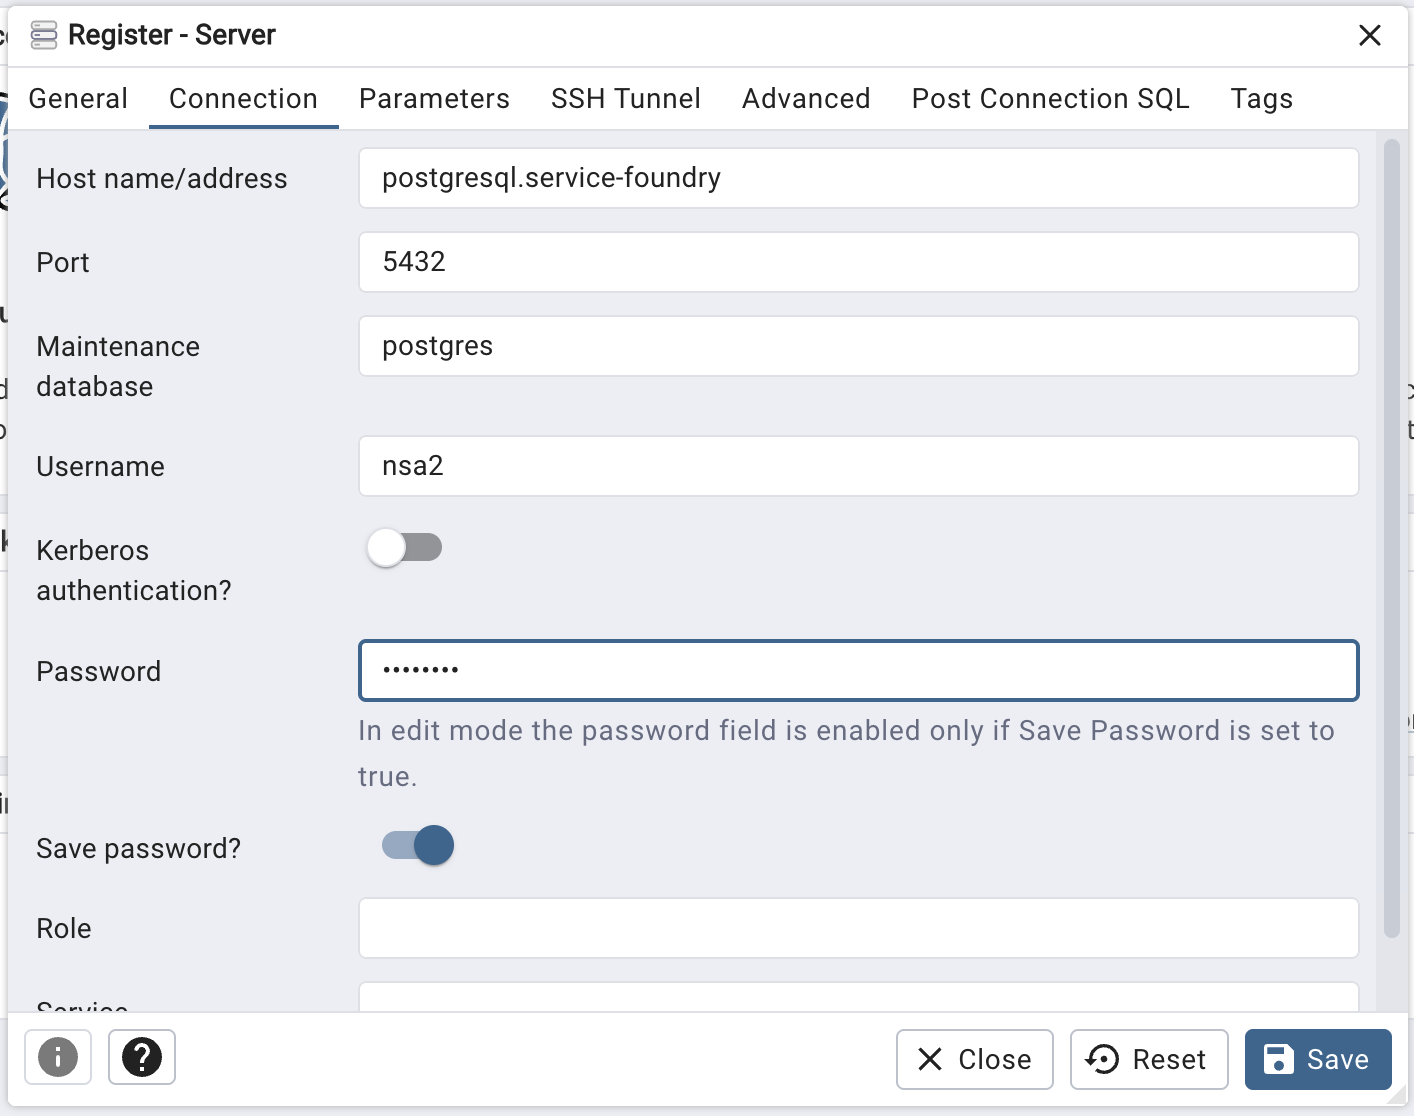 Register - Server
General Connection Parameters SSH Tunnel Advanced Post Connection SQL Tags
Host name/address postgresql.service-foundry
Port 5432
Maintenance database postgres
Username nsa2
Kerberos authentication?
Password ••••••••
In edit mode the password field is enabled only if Save Password is set to
true.
Save password?
Role
Service
Close Reset Save